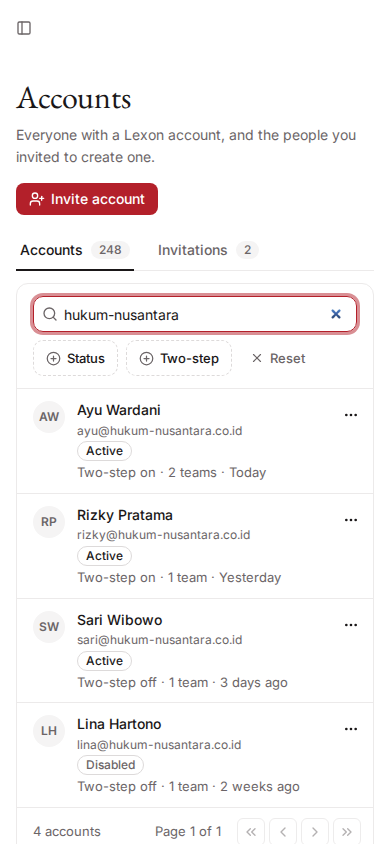 Accounts
Everyone with a Lexon account, and the people you
invited to create one.
Invite account
Accounts 248 Invitations 2
hukum-nusantara
Status Two-step Reset
AW Ayu Wardani
ayu@hukum-nusantara.co.id
Active
Two-step on · 2 teams · Today
RP Rizky Pratama
rizky@hukum-nusantara.co.id
Active
Two-step on · 1 team · Yesterday
SW Sari Wibowo
sari@hukum-nusantara.co.id
Active
Two-step off · 1 team · 3 days ago
LH Lina Hartono
lina@hukum-nusantara.co.id
Disabled
Two-step off · 1 team · 2 weeks ago
4 accounts Page 1 of 1